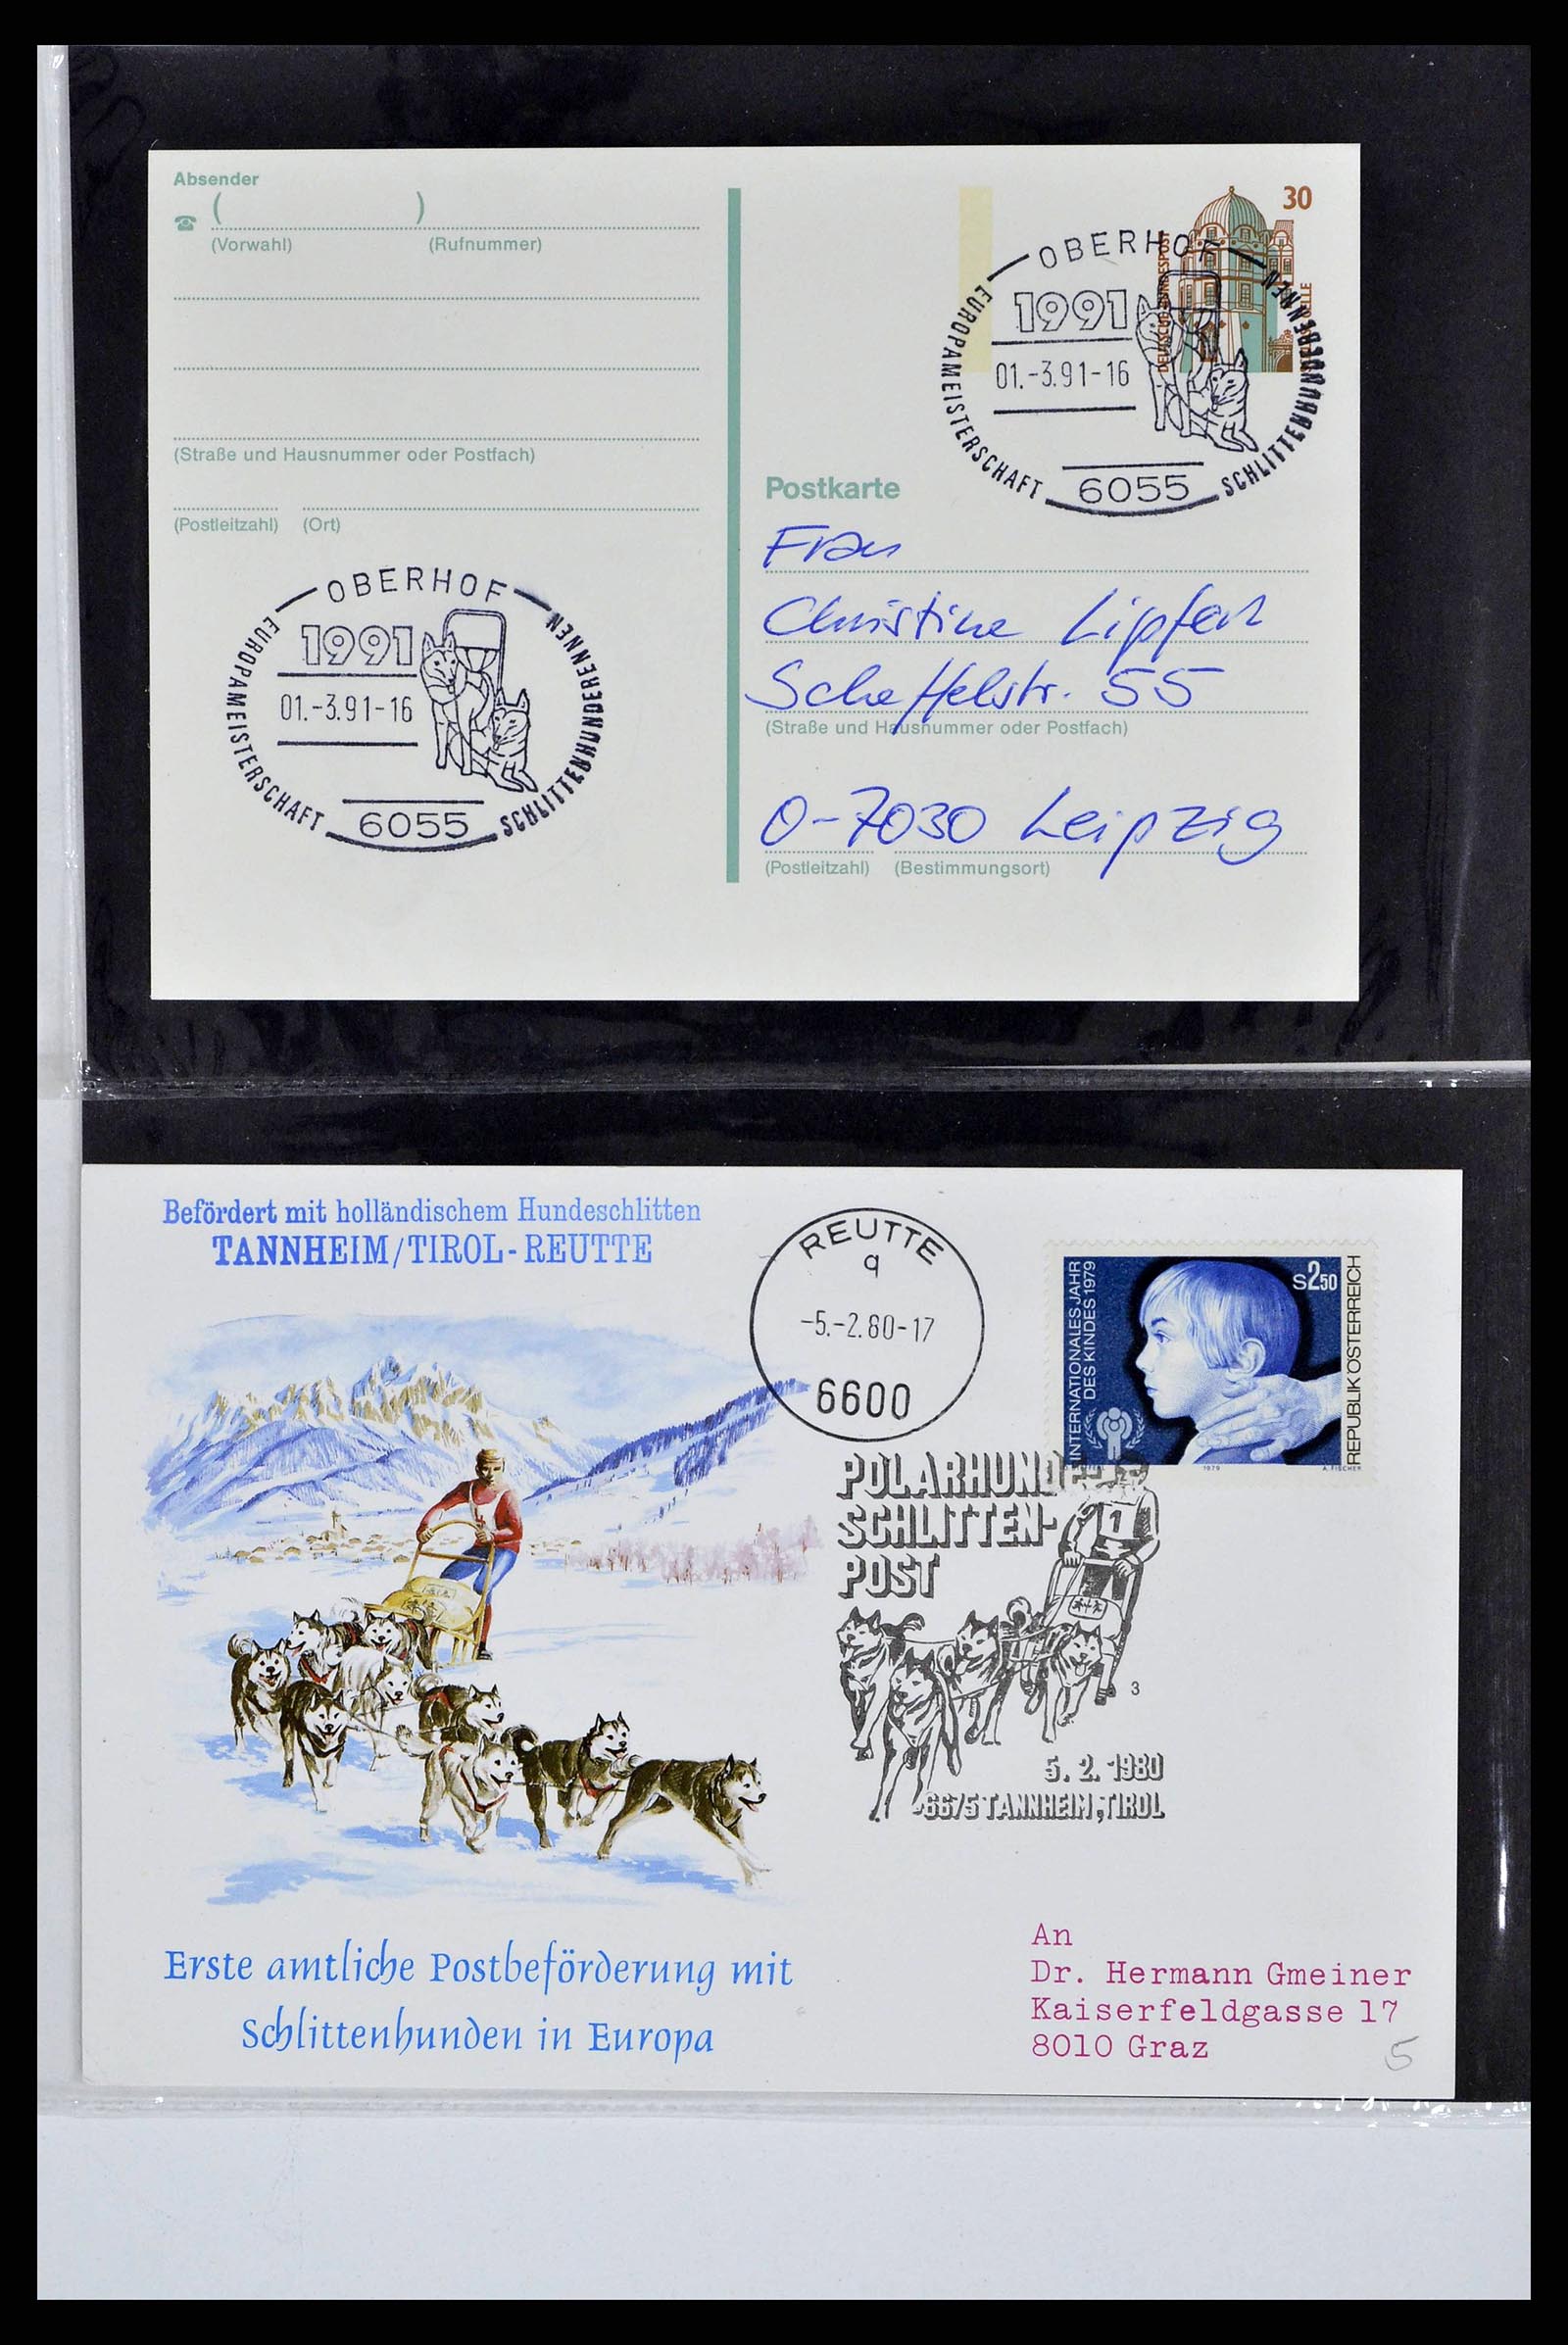 Absender
( )
(Vorwahl) (Rufnummer)
(Straße und Hausnummer oder Postfach)
(Postleitzahl) (Ort)
OBERHOF
1991
01.-3.91-16
EUROPAMEISTERSCHAFT
SCHLITTENHUNDERENNEN
6055
30
DEUTSCHE BUNDESPOST
OBERHOF
1991
01.-3.91-16
EUROPAMEISTERSCHAFT
SCHLITTENHUNDERENNEN
6055
Postkarte
Frau
Christine Lipfert
Scheffelstr. 55
(Straße und Hausnummer oder Postfach)
O-7030 Leipzig
(Postleitzahl) (Bestimmungsort)
Befördert mit holländischem Hundeschlitten
TANNHEIM/TIROL-REUTTE
REUTTE
q
-5.-2.80-17
6600
INTERNATIONALES JAHR
DES KINDES 1979
S2.50
REPUBLIK ÖSTERREICH
1979
A. FISCHER
POLARHUNDE-
SCHLITTEN-
POST
1
3
5. 2. 1980
6675 TANNHEIM, TIROL
Erste amtliche Postbeförderung mit
Schlittenhunden in Europa
An
Dr. Hermann Gmeiner
Kaiserfeldgasse 17
8010 Graz
5